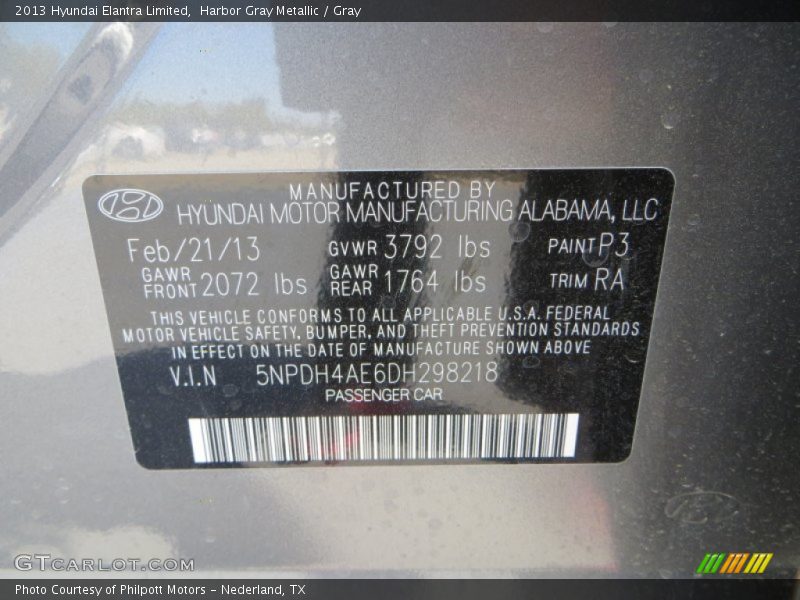 2013 Hyundai Elantra Limited, Harbor Gray Metallic / Gray
MANUFACTURED BY
HYUNDAI MOTOR MANUFACTURING ALABAMA, LLC
Feb/21/13 GVWR 3792 lbs PAINT P3
GAWR FRONT 2072 lbs GAWR REAR 1764 lbs TRIM RA
THIS VEHICLE CONFORMS TO ALL APPLICABLE U.S.A. FEDERAL
MOTOR VEHICLE SAFETY, BUMPER, AND THEFT PREVENTION STANDARDS
IN EFFECT ON THE DATE OF MANUFACTURE SHOWN ABOVE
V.I.N 5NPDH4AE6DH298218
PASSENGER CAR
GTCARLOT.COM
Photo Courtesy of Philpott Motors - Nederland, TX